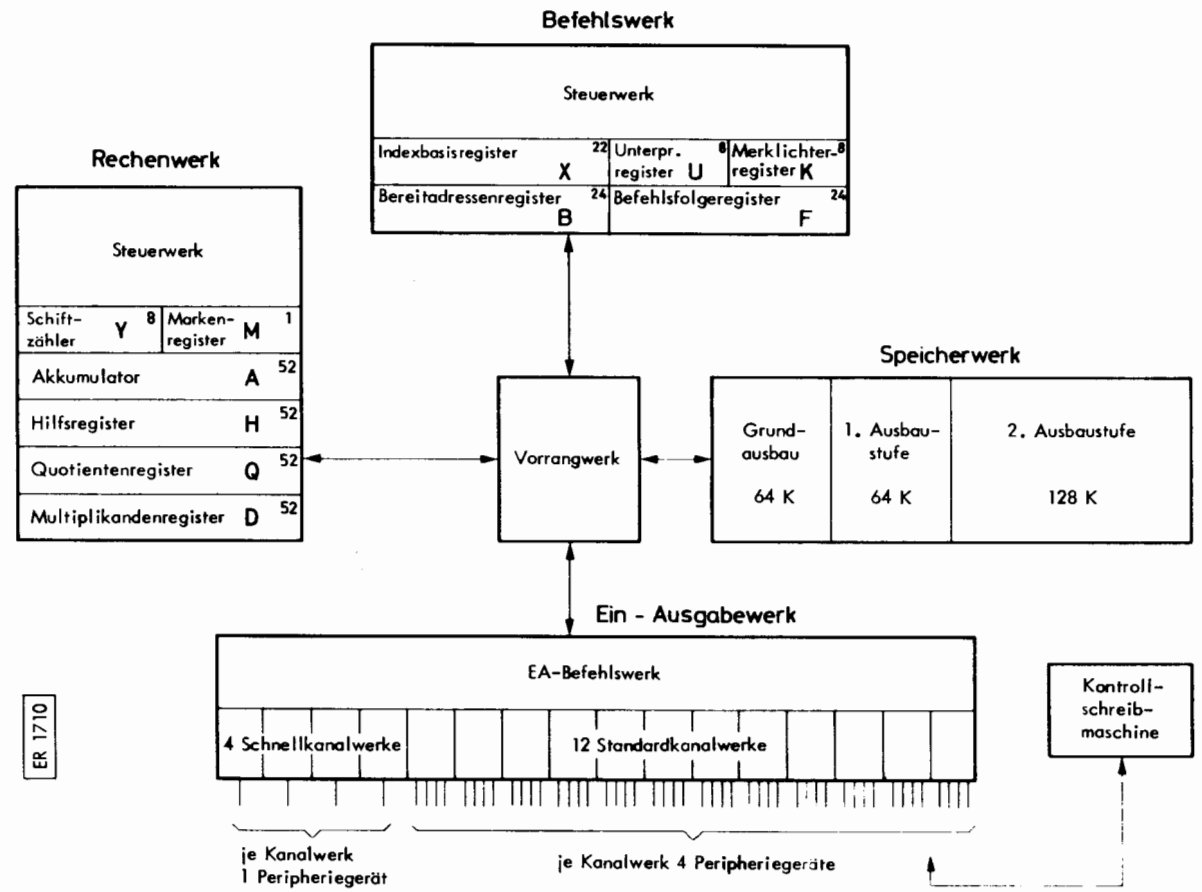 Befehlswerk
Steuerwerk
Indexbasisregister X 22
Unterpr.- register U 8
Merklichter- register K 8
Bereitadressenregister B 24
Befehlsfolgeregister F 24
Rechenwerk
Steuerwerk
Schift- zähler Y 8
Marken- register M 1
Akkumulator A 52
Hilfsregister H 52
Quotientenregister Q 52
Multiplikandenregister D 52
Vorrangwerk
Speicherwerk
Grund-
ausbau
64 K
1. Ausbau-
stufe
64 K
2. Ausbaustufe
128 K
Ein - Ausgabewerk
EA-Befehlswerk
4 Schnellkanalwerke
12 Standardkanalwerke
je Kanalwerk
1 Peripheriegerät
je Kanalwerk 4 Peripheriegeräte
Kontroll-
schreib-
maschine
ER 1710